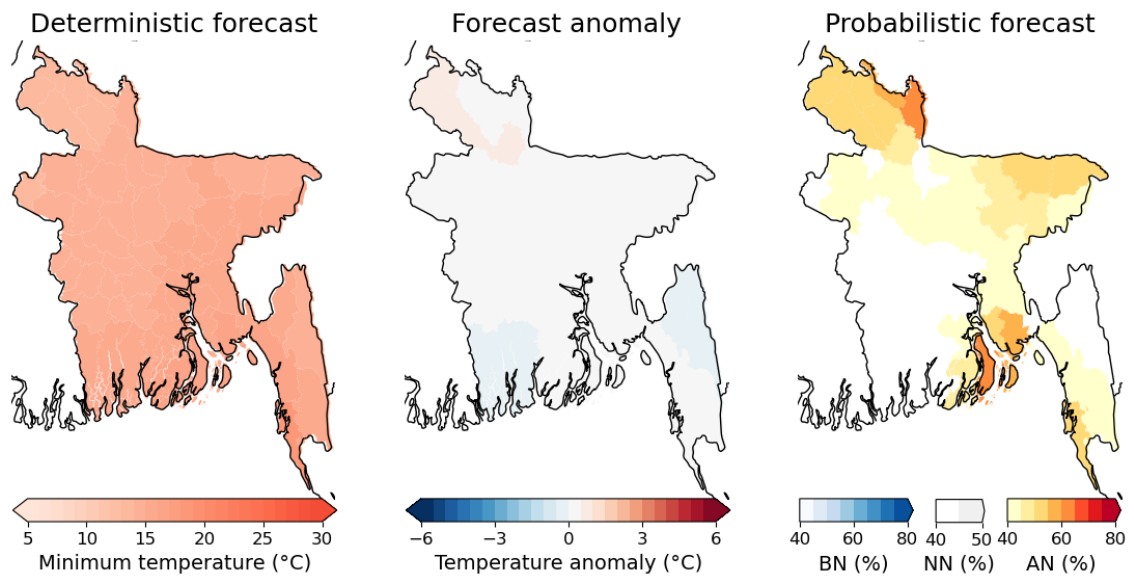 Deterministic forecast
Forecast anomaly
Probabilistic forecast
5 10 15 20 25 30
Minimum temperature (°C)
−6 −3 0 3 6
Temperature anomaly (°C)
40 60 80
BN (%)
40 50
NN (%)
40 60 80
AN (%)